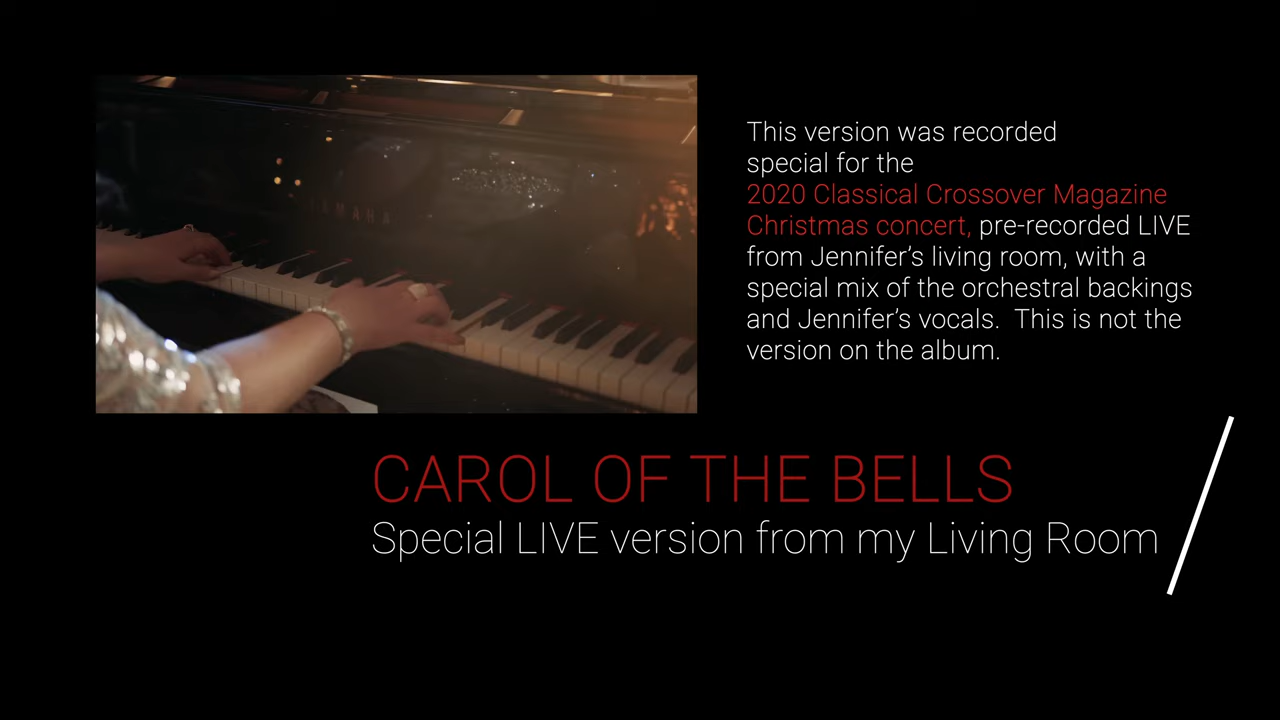 YAMAHA
This version was recorded
special for the
2020 Classical Crossover Magazine
Christmas concert, pre-recorded LIVE
from Jennifer’s living room, with a
special mix of the orchestral backings
and Jennifer’s vocals.  This is not the
version on the album.
CAROL OF THE BELLS
Special LIVE version from my Living Room